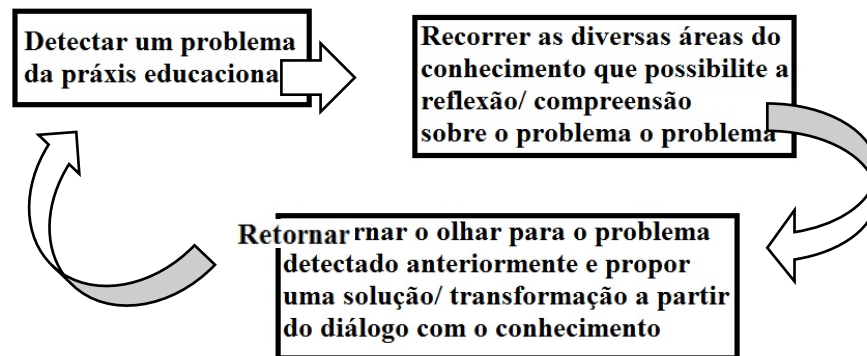 Detectar um problema
da práxis educaciona
Recorrer as diversas áreas do
conhecimento que possibilite a
reflexão/ compreensão
sobre o problema o problema
Retornar rnar o olhar para o problema
detectado anteriormente e propor
uma solução/ transformação a partir
do diálogo com o conhecimento